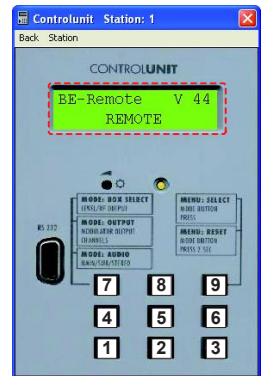 Controlunit Station: 1
Back Station
CONTROLUNIT
BE-Remote V 44
REMOTE
RS 232
MODE: BOX SELECT
LEVEL/RF OUTPUT
MODE: OUTPUT
MODULATOR OUTPUT
CHANNELS
MODE: AUDIO
MAIN/SUB/STEREO
MENU: SELECT
MODE BUTTON
PRESS
MENU: RESET
MODE BUTTON
PRESS 2 SEC
7 8 9
4 5 6
1 2 3